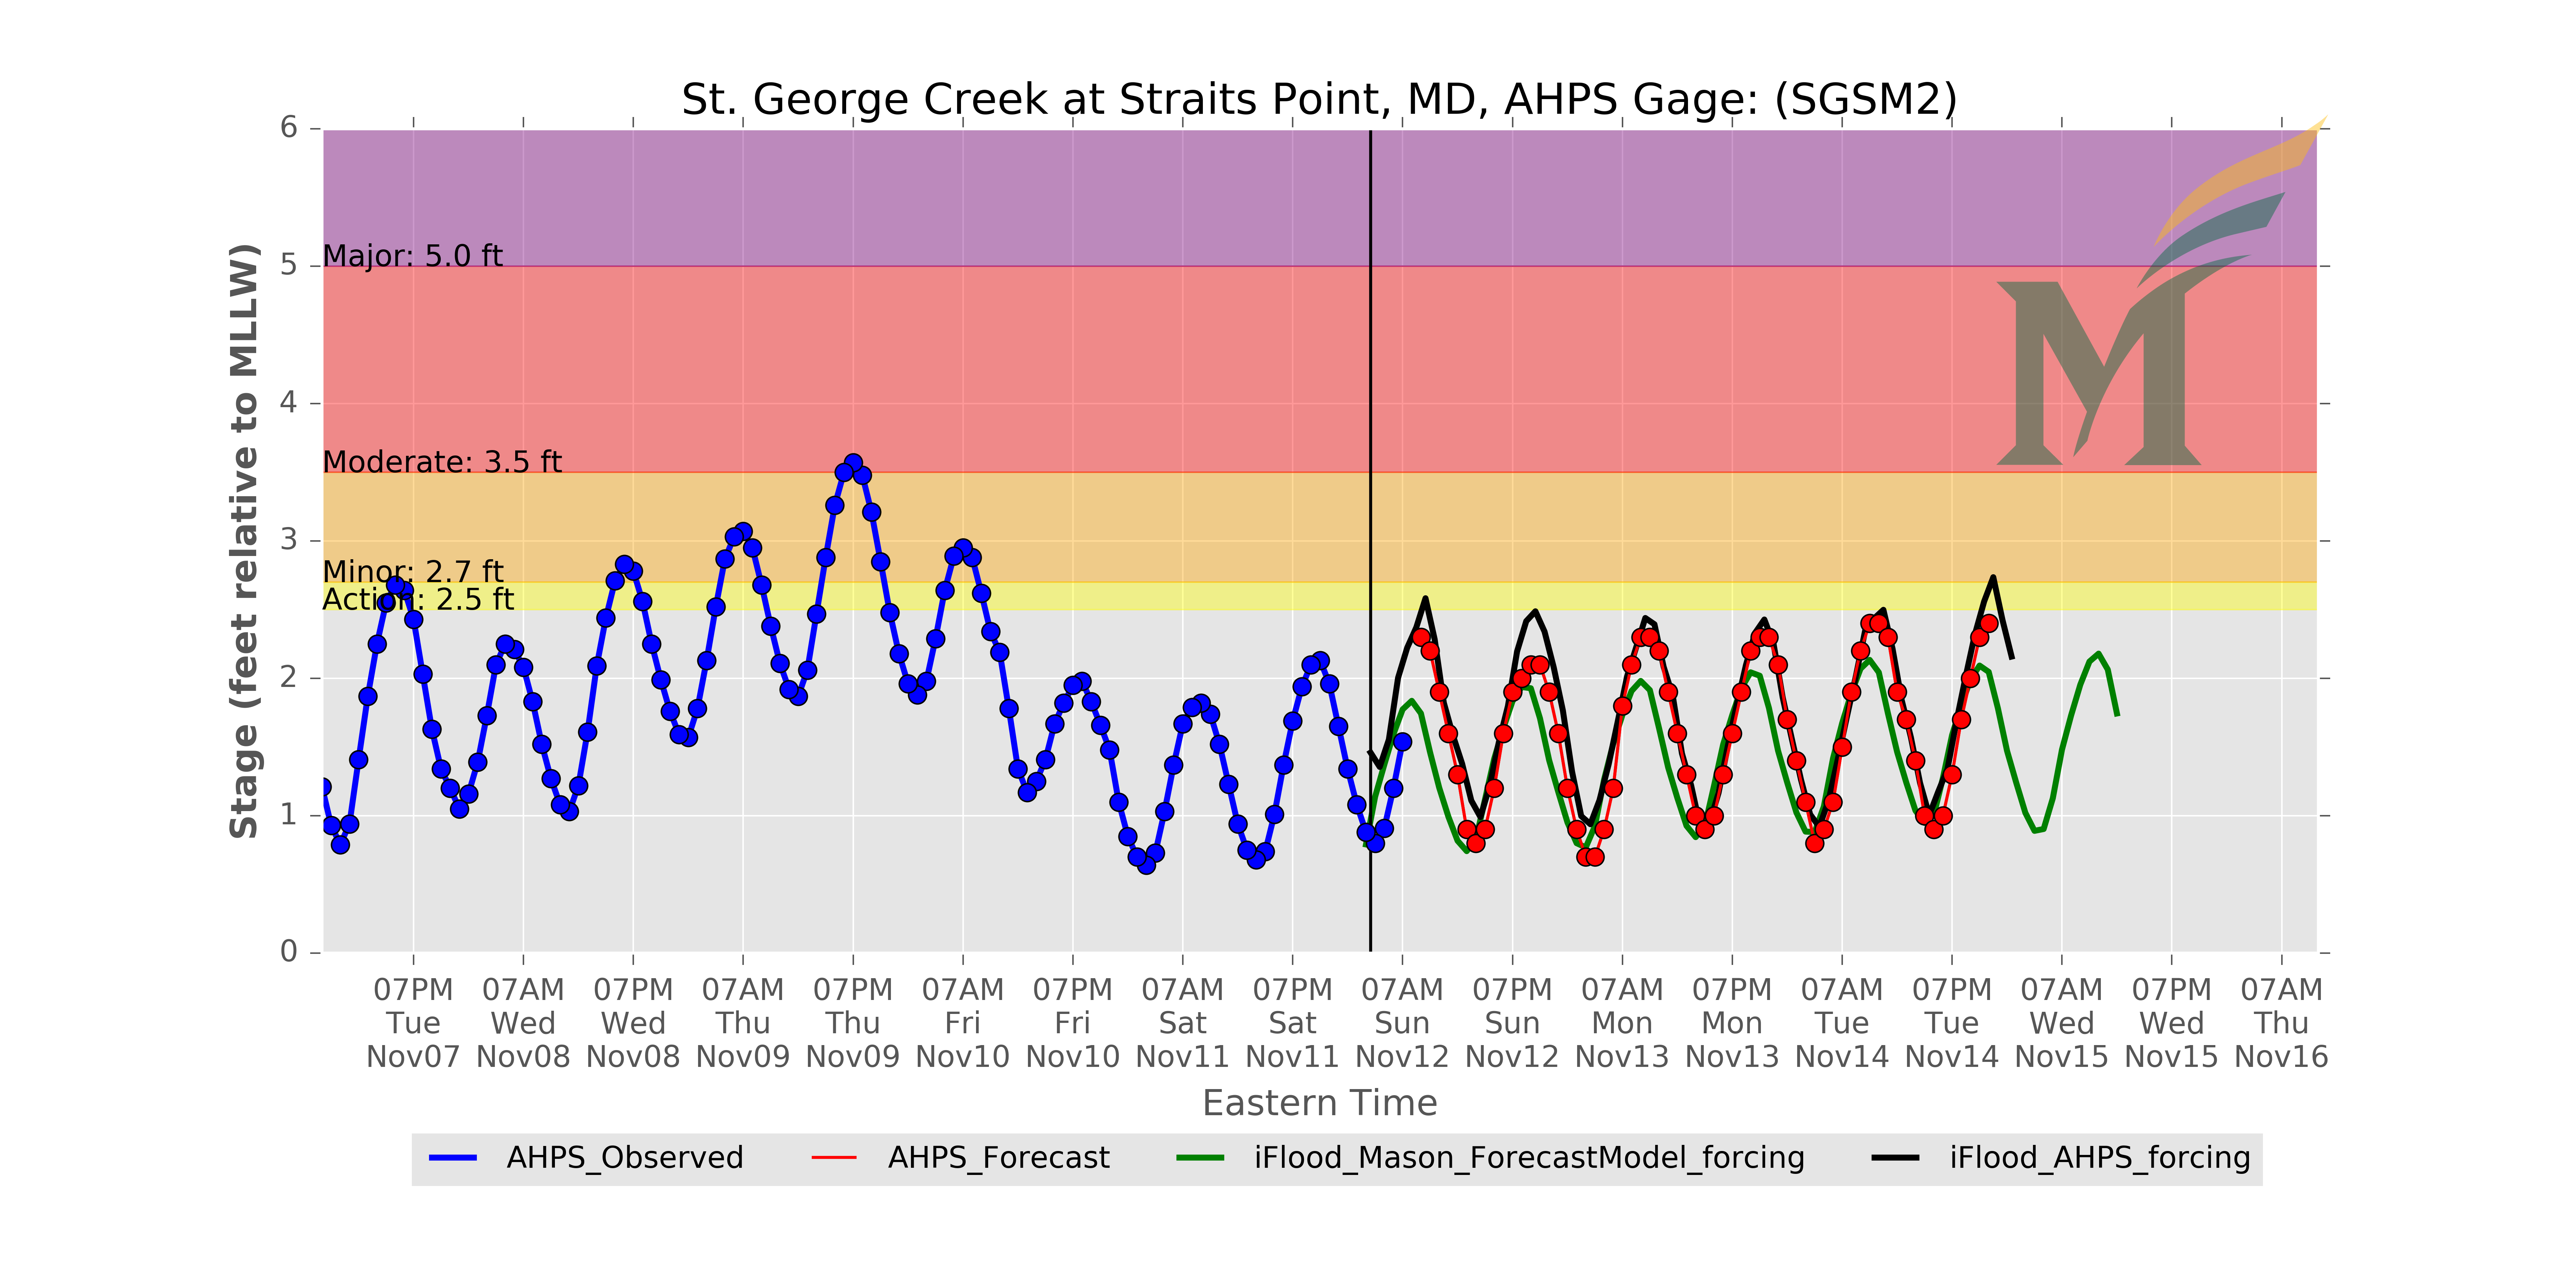 St. George Creek at Straits Point, MD, AHPS Gage: (SGSM2)
Stage (feet relative to MLLW)
6
5
4
3
2
1
0
Major: 5.0 ft
Moderate: 3.5 ft
Minor: 2.7 ft
Action: 2.5 ft
M
07PM 07AM 07PM 07AM 07PM 07AM 07PM 07AM 07PM 07AM 07PM 07AM 07PM 07AM 07PM 07AM 07PM 07AM
Tue Wed Wed Thu Thu Fri Fri Sat Sat Sun Sun Mon Mon Tue Tue Wed Wed Thu
Nov07 Nov08 Nov08 Nov09 Nov09 Nov10 Nov10 Nov11 Nov11 Nov12 Nov12 Nov13 Nov13 Nov14 Nov14 Nov15 Nov15 Nov16
Eastern Time
AHPS_Observed AHPS_Forecast iFlood_Mason_ForecastModel_forcing iFlood_AHPS_forcing